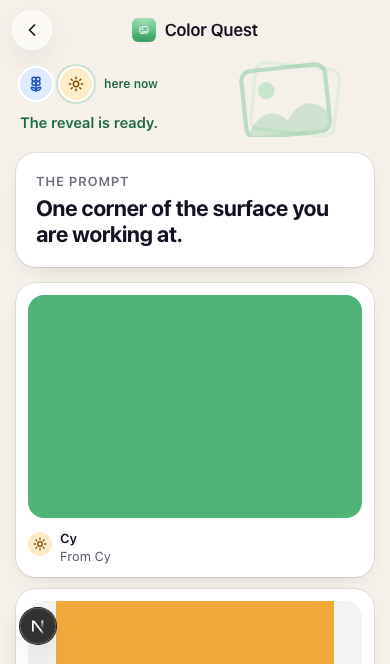 Color Quest
here now
The reveal is ready.
THE PROMPT
One corner of the surface you
are working at.
Cy
From Cy
N